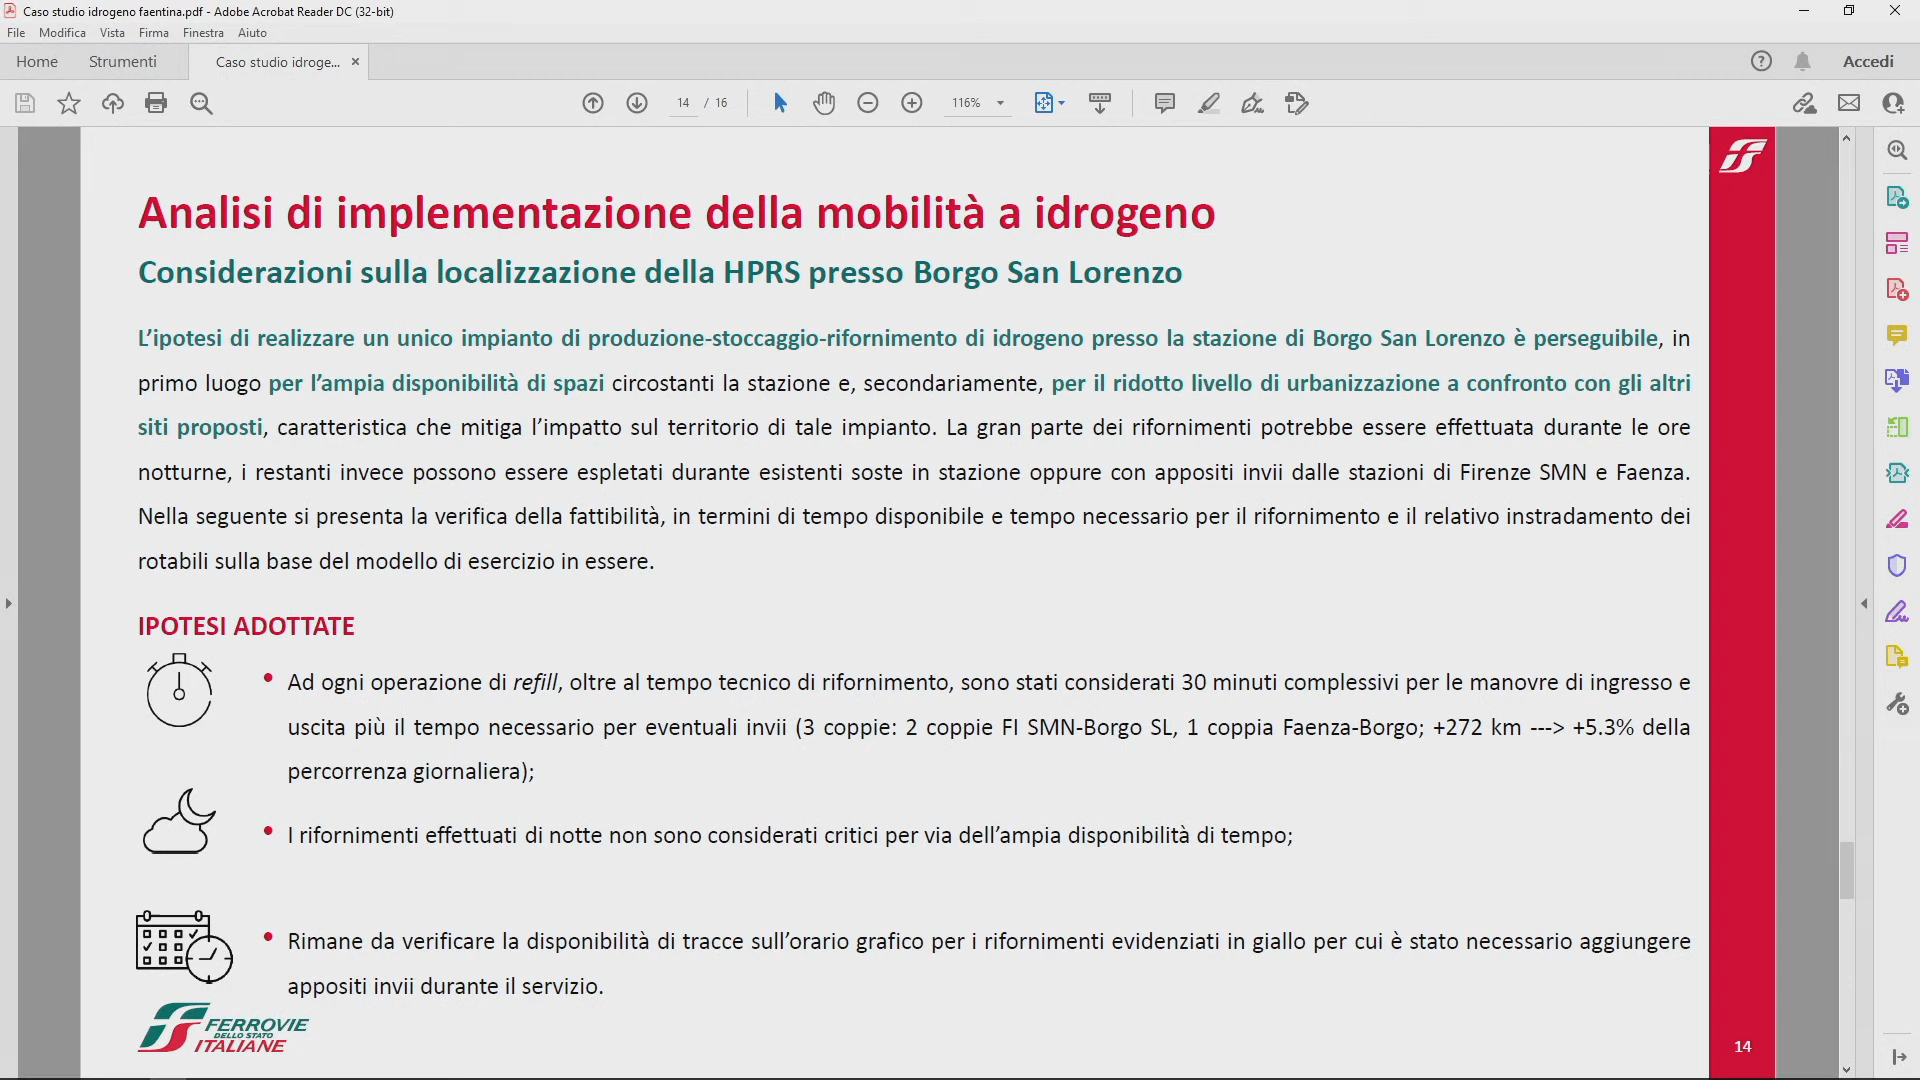 Caso studio idrogeno faentina.pdf - Adobe Acrobat Reader DC (32-bit)
File Modifica Vista Firma Finestra Aiuto
Home Strumenti Caso studio idroge... × Accedi
14 / 16 116%
Analisi di implementazione della mobilità a idrogeno
Considerazioni sulla localizzazione della HPRS presso Borgo San Lorenzo
L’ipotesi di realizzare un unico impianto di produzione-stoccaggio-rifornimento di idrogeno presso la stazione di Borgo San Lorenzo è perseguibile, in
primo luogo per l’ampia disponibilità di spazi circostanti la stazione e, secondariamente, per il ridotto livello di urbanizzazione a confronto con gli altri
siti proposti, caratteristica che mitiga l’impatto sul territorio di tale impianto. La gran parte dei rifornimenti potrebbe essere effettuata durante le ore
notturne, i restanti invece possono essere espletati durante esistenti soste in stazione oppure con appositi invii dalle stazioni di Firenze SMN e Faenza.
Nella seguente si presenta la verifica della fattibilità, in termini di tempo disponibile e tempo necessario per il rifornimento e il relativo instradamento dei
rotabili sulla base del modello di esercizio in essere.
IPOTESI ADOTTATE
• Ad ogni operazione di refill, oltre al tempo tecnico di rifornimento, sono stati considerati 30 minuti complessivi per le manovre di ingresso e
uscita più il tempo necessario per eventuali invii (3 coppie: 2 coppie FI SMN-Borgo SL, 1 coppia Faenza-Borgo; +272 km ---> +5.3% della
percorrenza giornaliera);
• I rifornimenti effettuati di notte non sono considerati critici per via dell’ampia disponibilità di tempo;
• Rimane da verificare la disponibilità di tracce sull’orario grafico per i rifornimenti evidenziati in giallo per cui è stato necessario aggiungere
appositi invii durante il servizio.
FERROVIE
DELLO STATO
ITALIANE
14